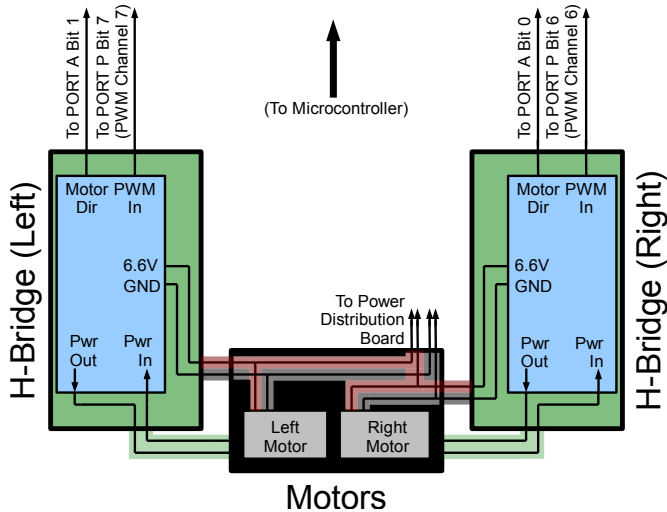 To PORT A Bit 1
To PORT P Bit 7
(PWM Channel 7)
(To Microcontroller)
To PORT A Bit 0
To PORT P Bit 6
(PWM Channel 6)
H-Bridge (Left)
Motor
Dir
PWM
In
6.6V
GND
Pwr
Out
Pwr
In
To Power
Distribution
Board
Left
Motor
Right
Motor
Motors
Motor
Dir
PWM
In
6.6V
GND
Pwr
Out
Pwr
In
H-Bridge (Right)